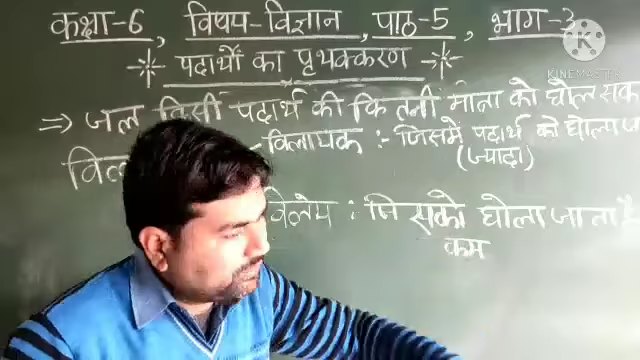 कक्षा-6, विषय-विज्ञान, पाठ-5, भाग-3
KINEMASTER
पदार्थों का पृथक्करण
⇒ जल किसी पदार्थ की कितनी मात्रा को घोल सक
विलायक :- जिसमें पदार्थ को घोला
(ज्यादा)
विलेय : जिसको घोला जाता है
कम